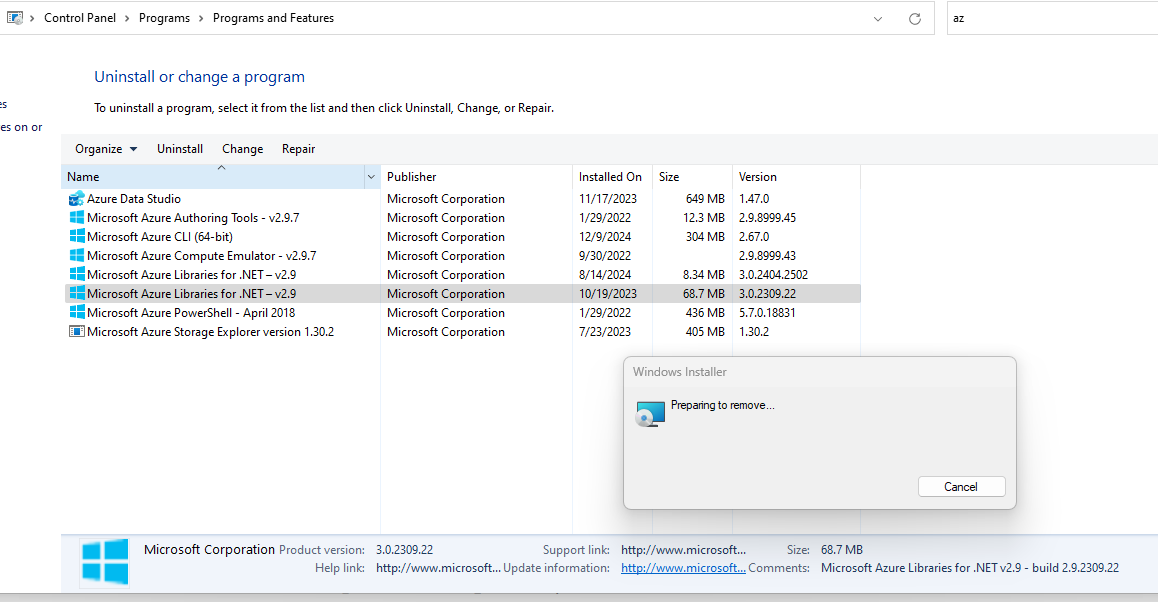 Control Panel > Programs > Programs and Features
az
Uninstall or change a program
es
To uninstall a program, select it from the list and then click Uninstall, Change, or Repair.
es on or
Organize Uninstall Change Repair
Name Publisher Installed On Size Version
Azure Data Studio Microsoft Corporation 11/17/2023 649 MB 1.47.0
Microsoft Azure Authoring Tools - v2.9.7 Microsoft Corporation 1/29/2022 12.3 MB 2.9.8999.45
Microsoft Azure CLI (64-bit) Microsoft Corporation 12/9/2024 304 MB 2.67.0
Microsoft Azure Compute Emulator - v2.9.7 Microsoft Corporation 9/30/2022 2.9.8999.43
Microsoft Azure Libraries for .NET – v2.9 Microsoft Corporation 8/14/2024 8.34 MB 3.0.2404.2502
Microsoft Azure Libraries for .NET – v2.9 Microsoft Corporation 10/19/2023 68.7 MB 3.0.2309.22
Microsoft Azure PowerShell - April 2018 Microsoft Corporation 1/29/2022 436 MB 5.7.0.18831
Microsoft Azure Storage Explorer version 1.30.2 Microsoft Corporation 7/23/2023 405 MB 1.30.2
Windows Installer
Preparing to remove...
Cancel
Microsoft Corporation Product version: 3.0.2309.22 Support link: http://www.microsoft... Size: 68.7 MB
Help link: http://www.microsoft... Update information: http://www.microsoft... Comments: Microsoft Azure Libraries for .NET v2.9 - build 2.9.2309.22